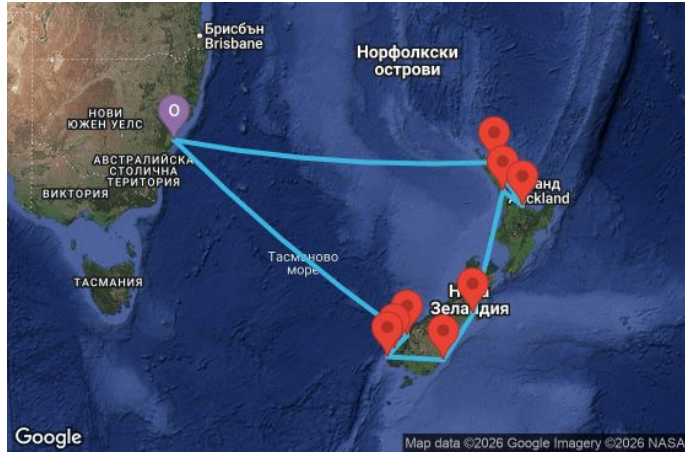 Брисбън
Brisbane
Норфолкски
острови
О
НОВИ
ЮЖЕН УЕЛС
АВСТРАЛИЙСКА
СТОЛИЧНА
ТЕРИТОРИЯ
ВИКТОРИЯ
Auckland
Тасманово
море
ТАСМАНИЯ
Нова
Зеландия
Google
Map data ©2026 Google Imagery ©2026 NASA